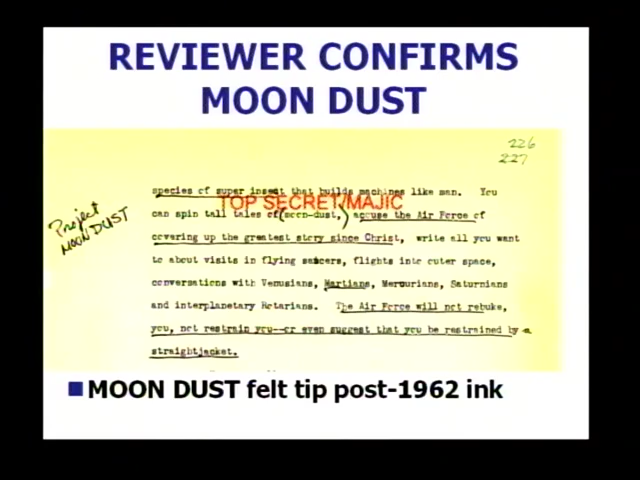 REVIEWER CONFIRMS
MOON DUST
226
227
species of super insect that builds machines like man. You
TOP SECRET/MAJIC
Project
MOON DUST
can spin tall tales of (moon-dust,) accuse the Air Force of
covering up the greatest story since Christ, write all you want
to about visits in flying saucers, flights into outer space,
conversations with Venusians, Martians, Mercurians, Saturnians
and interplanetary Rotarians. The Air Force will not rebuke,
you, not restrain you--or even suggest that you be restrained by a
straightjacket.
■ MOON DUST felt tip post-1962 ink